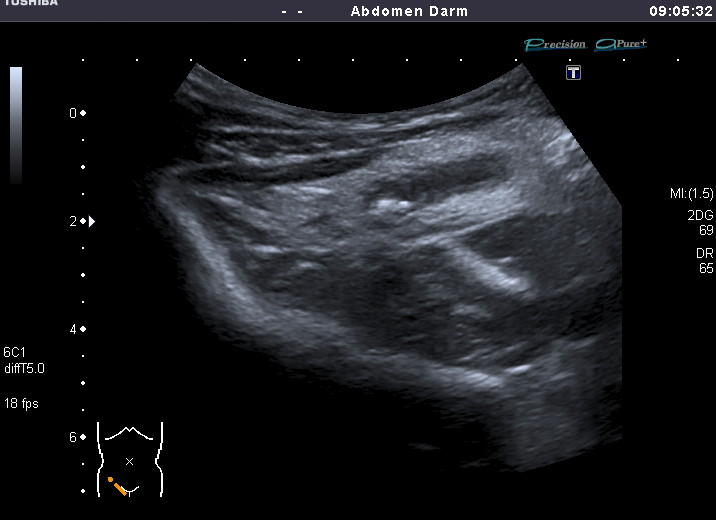 TOSHIBA
- - Abdomen Darm 09:05:32
Precision APure+
T
0
MI:(1.5)
2
2DG
69
DR
65
4
6C1
diffT5.0
18 fps
6